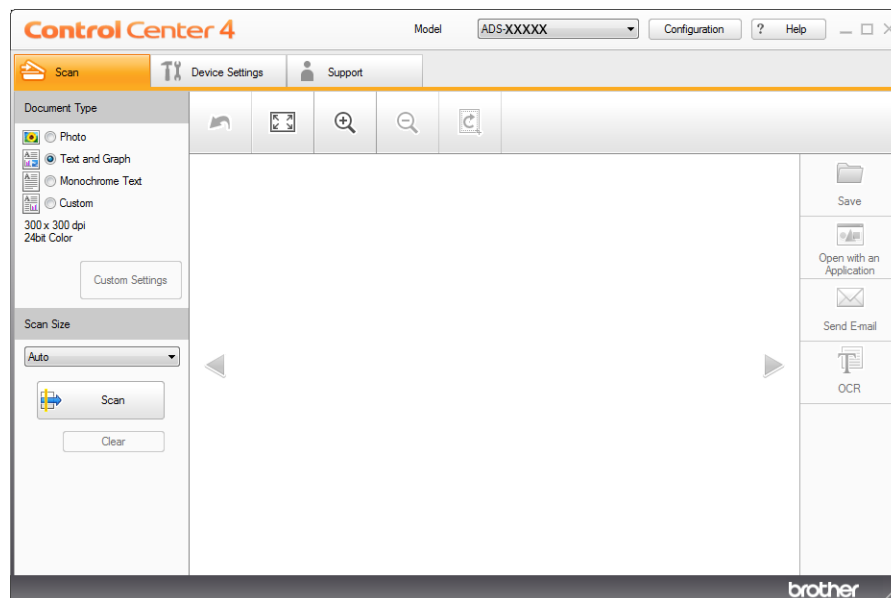 Control Center 4
Model
ADS-XXXXX
Configuration
? Help
Scan
Device Settings
Support
Document Type
Photo
Text and Graph
Monochrome Text
Custom
300 x 300 dpi
24bit Color
Custom Settings
Scan Size
Auto
Scan
Clear
Save
Open with an
Application
Send E-mail
OCR
brother